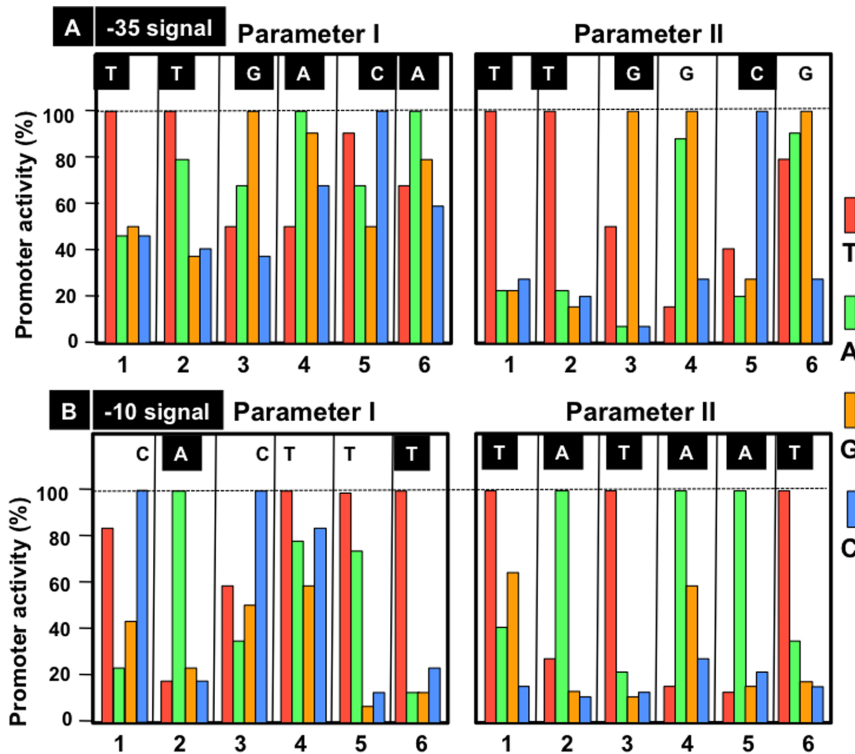 A -35 signal Parameter I Parameter II
T T G A C A T T G G C G
Promoter activity (%)
100
80
60
40
20
0
1 2 3 4 5 6 1 2 3 4 5 6
B -10 signal Parameter I Parameter II
C A C T T T T A T A A T
Promoter activity (%)
100
80
60
40
20
0
1 2 3 4 5 6 1 2 3 4 5 6
T
A
G
C